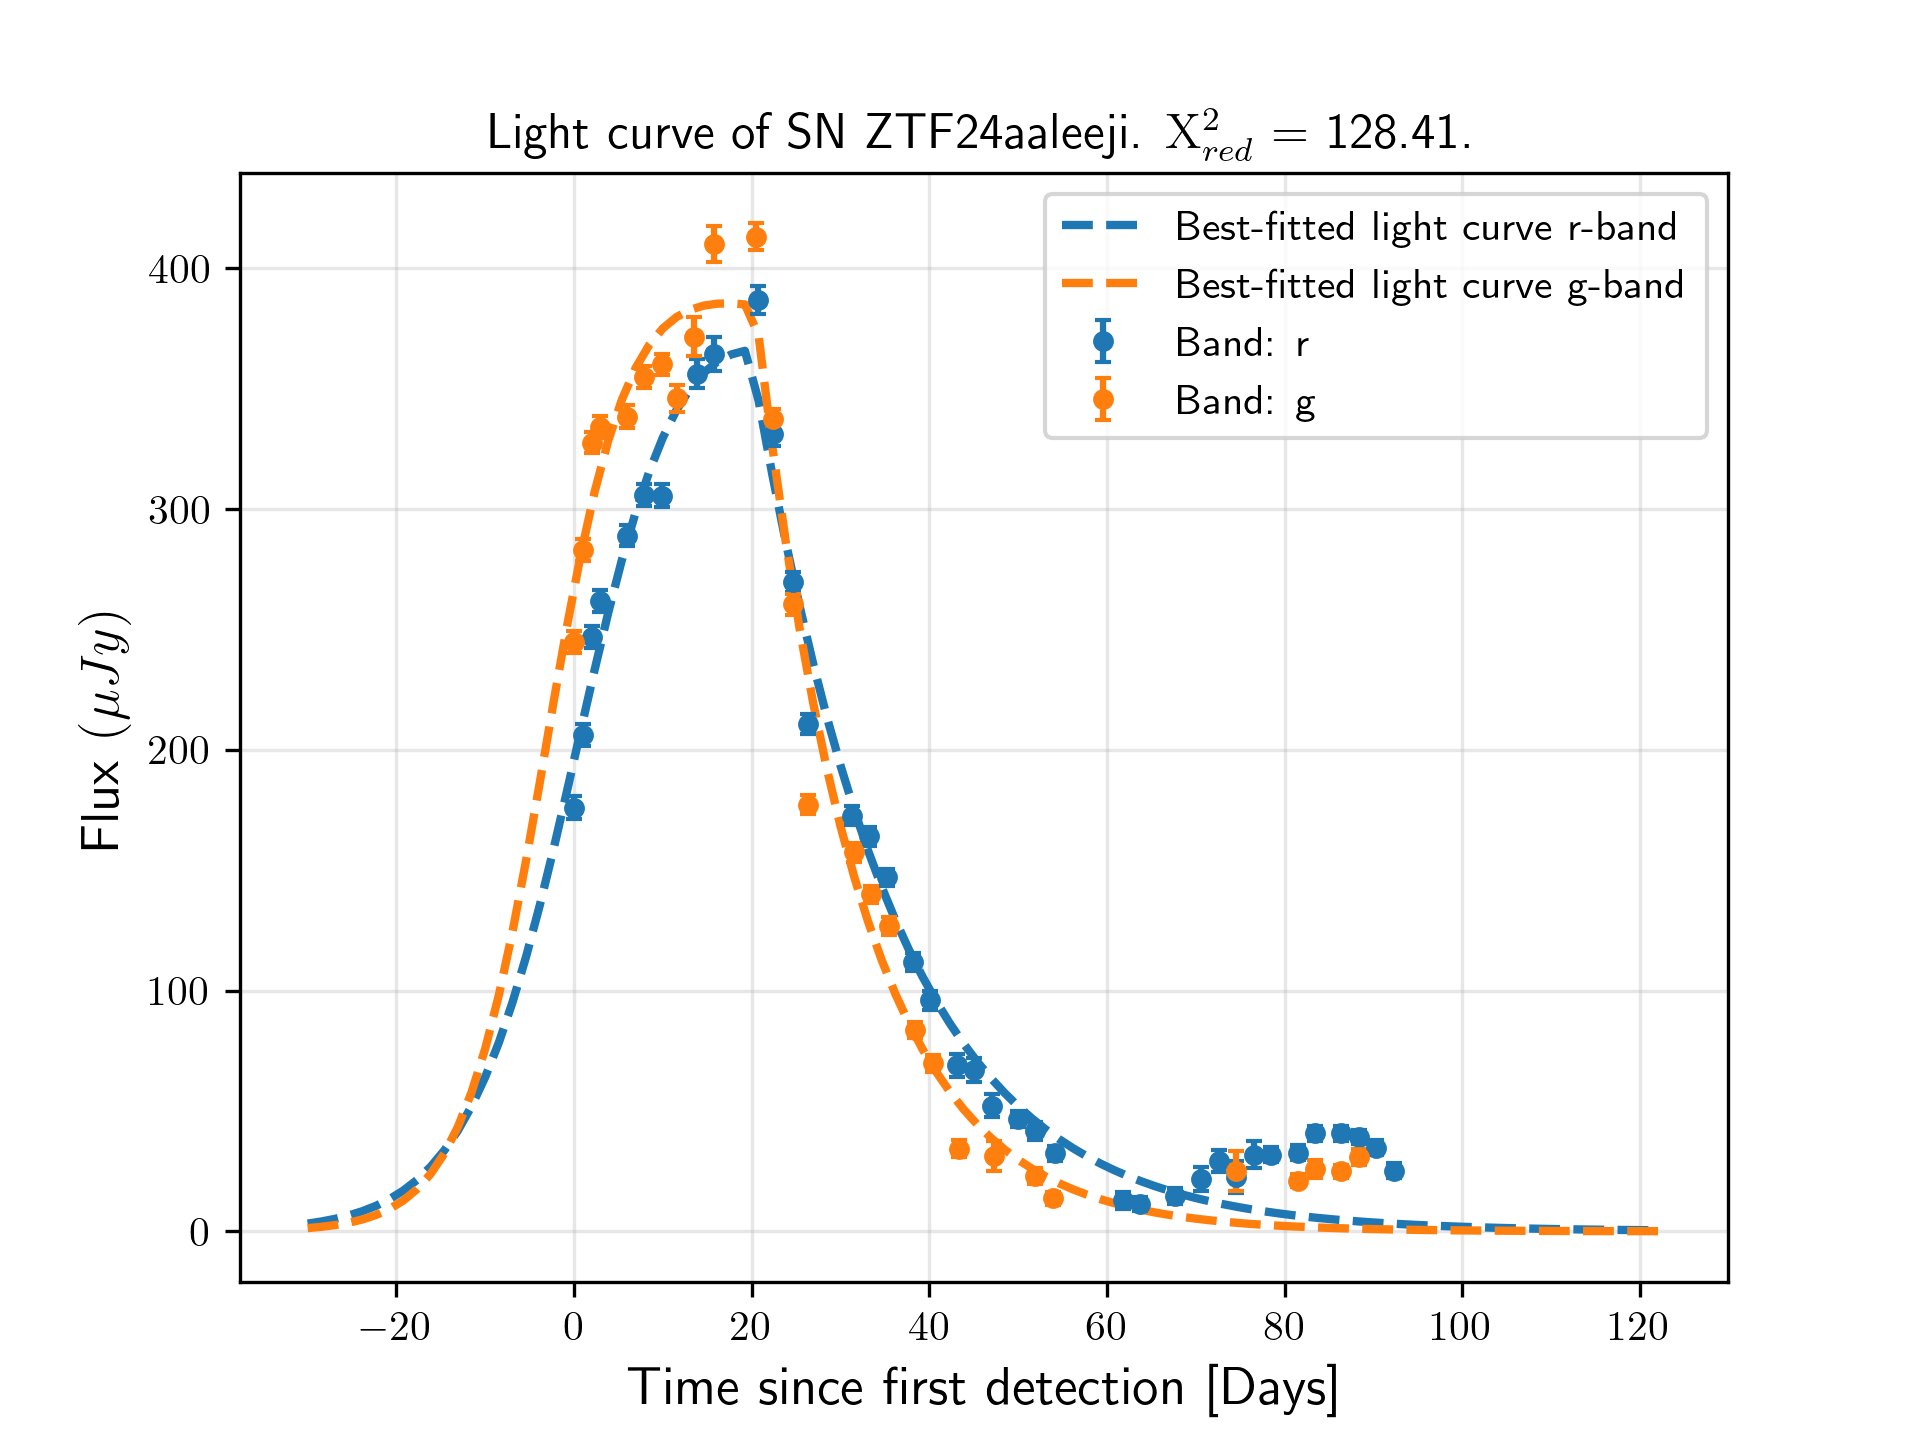 Light curve of SN ZTF24aaleeji. X²_red = 128.41.
Best-fitted light curve r-band
Best-fitted light curve g-band
Band: r
Band: g
Flux (μJy)
400
300
200
100
0
−20 0 20 40 60 80 100 120
Time since first detection [Days]